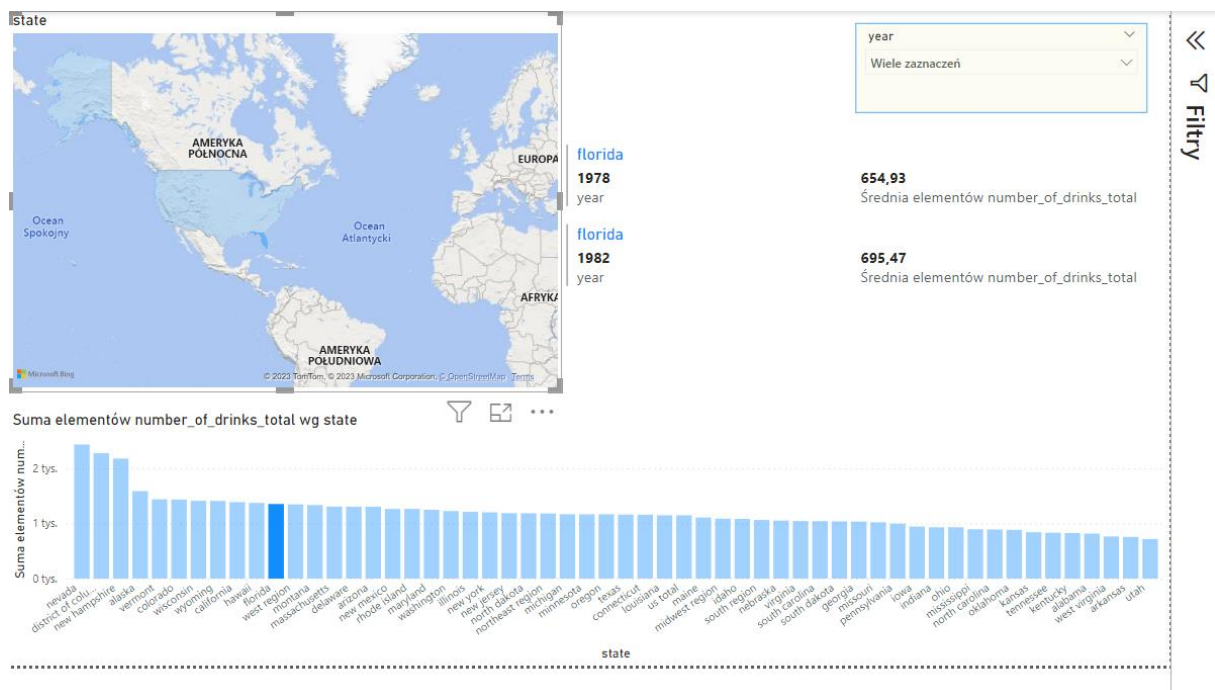 state
AMERYKA
PÓŁNOCNA
EUROPA
Ocean
Spokojny
Ocean
Atlantycki
AFRYKA
AMERYKA
POŁUDNIOWA
Microsoft Bing
© 2023 TomTom, © 2023 Microsoft Corporation, © OpenStreetMap Terms
year
Wiele zaznaczeń
Filtry
florida
1978
year
654,93
Średnia elementów number_of_drinks_total
florida
1982
year
695,47
Średnia elementów number_of_drinks_total
Suma elementów number_of_drinks_total wg state
Suma elementów num...
2 tys.
1 tys.
0 tys.
nevada
district of colu...
new hampshire
alaska
vermont
colorado
wisconsin
wyoming
california
hawaii
florida
west region
montana
massachusetts
delaware
arizona
new mexico
rhode island
maryland
washington
illinois
new york
new jersey
north dakota
northeast region
michigan
minnesota
oregon
texas
connecticut
louisiana
us total
maine
midwest region
idaho
south region
nebraska
virginia
south carolina
south dakota
georgia
missouri
pennsylvania
iowa
indiana
ohio
mississippi
north carolina
oklahoma
kansas
tennessee
kentucky
alabama
west virginia
arkansas
utah
state